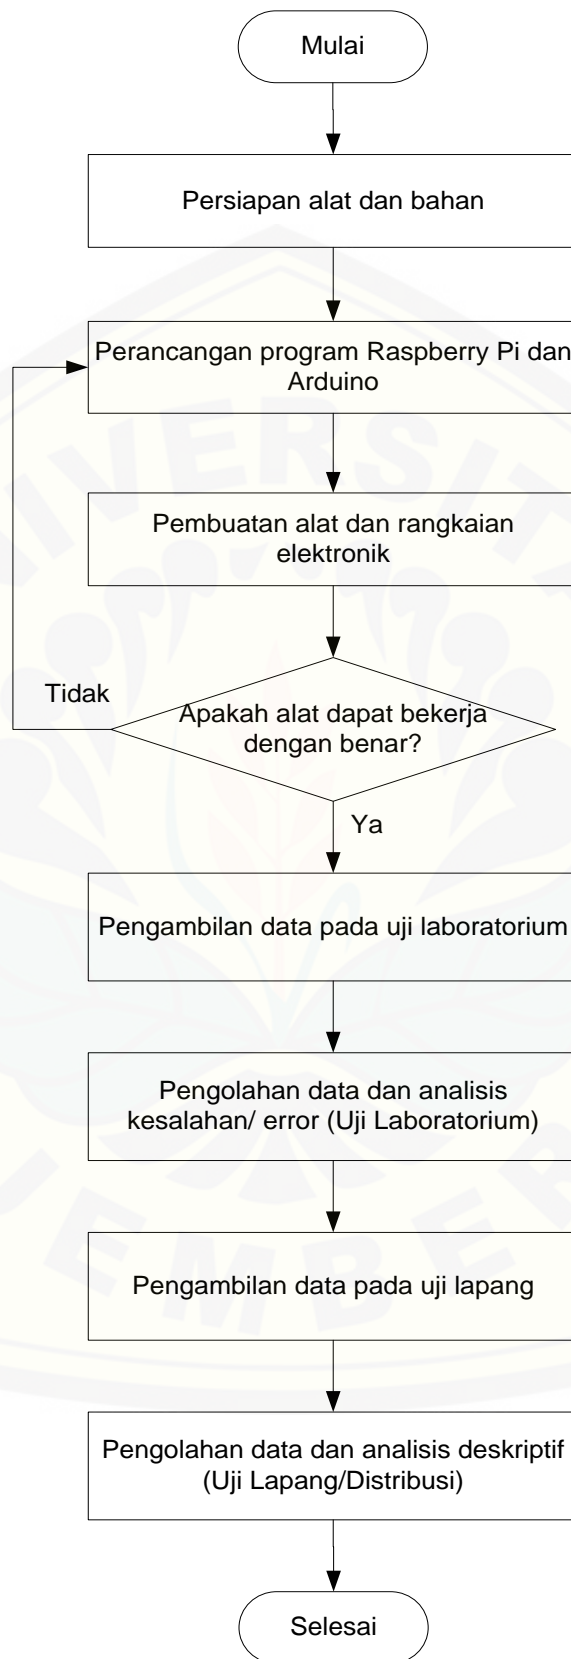 Mulai
Persiapan alat dan bahan
Perancangan program Raspberry Pi dan
Arduino
Pembuatan alat dan rangkaian
elektronik
Tidak
Apakah alat dapat bekerja
dengan benar?
Ya
Pengambilan data pada uji laboratorium
Pengolahan data dan analisis
kesalahan/ error (Uji Laboratorium)
Pengambilan data pada uji lapang
Pengolahan data dan analisis deskriptif
(Uji Lapang/Distribusi)
Selesai
UNIVERSITA
JEMBER